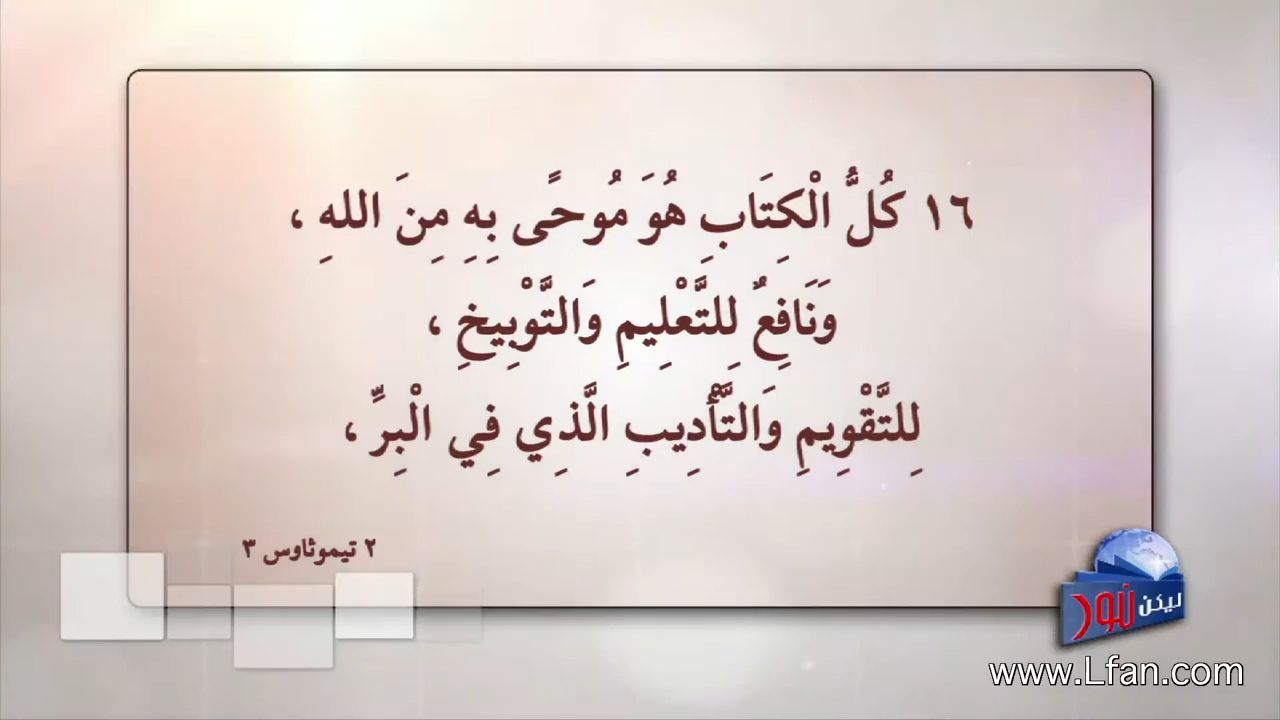 ١٦ كُلُّ الْكِتَابِ هُوَ مُوحًى بِهِ مِنَ اللهِ ،
وَنَافِعٌ لِلتَّعْلِيمِ وَالتَّوْبِيخِ ،
لِلتَّقْوِيمِ وَالتَّأْدِيبِ الَّذِي فِي الْبِرِّ ،
٢ تيموثاوس ٣
ليكن نور
www.Lfan.com